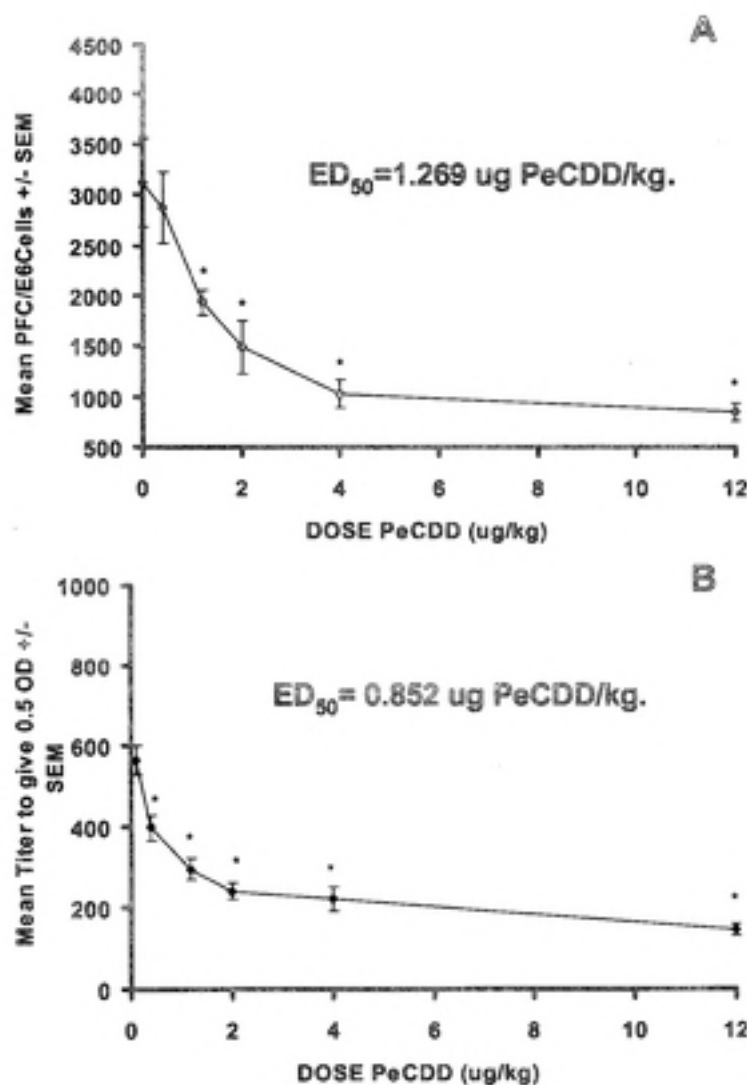 A
4500
4000
3500
3000
2500
2000
1500
1000
500
Mean PFC/E6Cells +/- SEM
ED50=1.269 ug PeCDD/kg.
*
*
*
*
0 2 4 6 8 10 12
DOSE PeCDD (ug/kg)
B
1000
800
600
400
200
0
Mean Titer to give 0.5 OD +/-
SEM
ED50= 0.852 ug PeCDD/kg.
*
*
*
*
*
0 2 4 6 8 10 12
DOSE PeCDD (ug/kg)